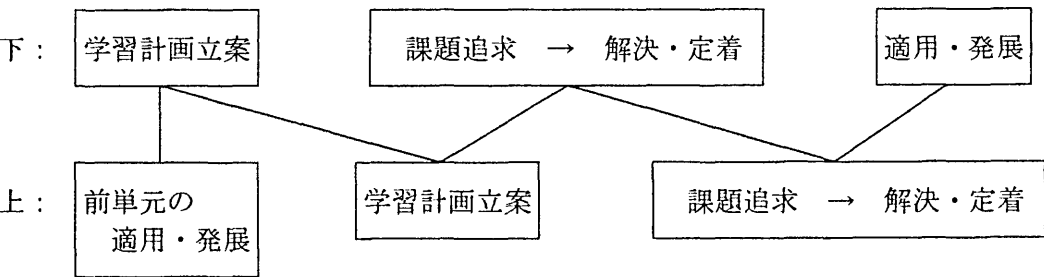 下： 学習計画立案 課題追求 → 解決・定着 適用・発展
上： 前単元の 学習計画立案 課題追求 → 解決・定着
適用・発展